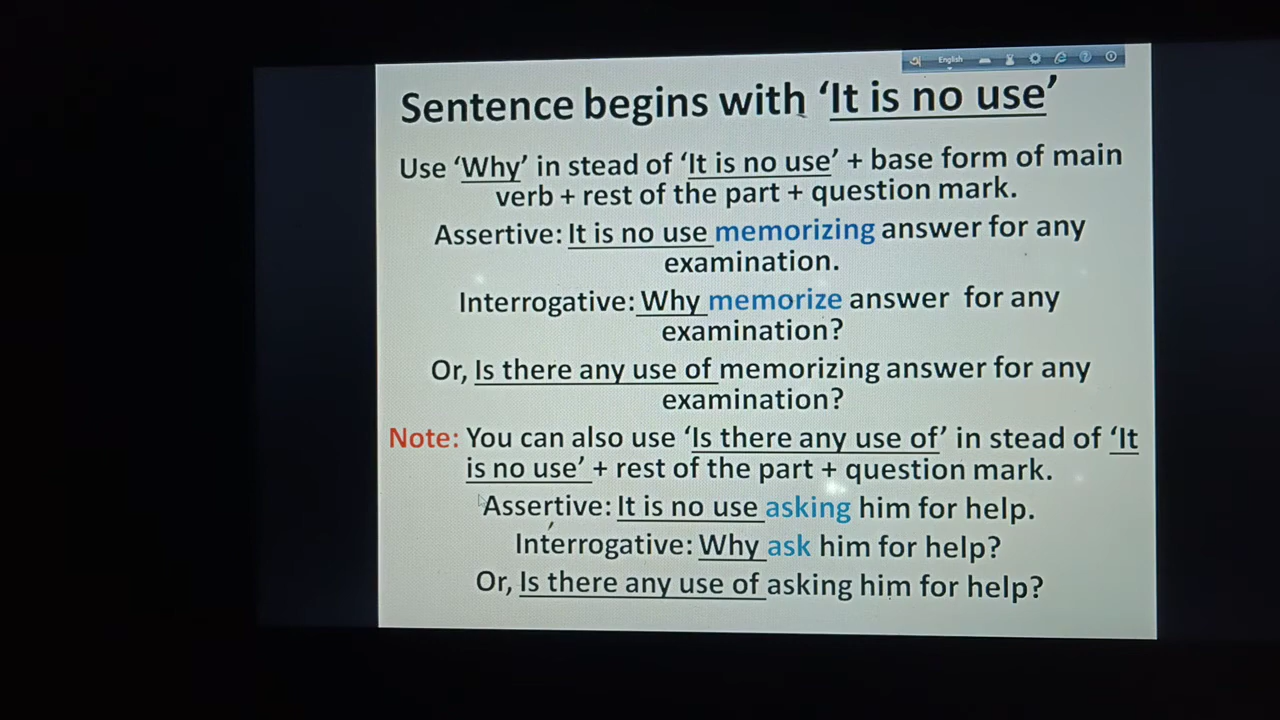 অ English
Sentence begins with ‘It is no use’
Use ‘Why’ in stead of ‘It is no use’ + base form of main
verb + rest of the part + question mark.
Assertive: It is no use memorizing answer for any
examination.
Interrogative: Why memorize answer for any
examination?
Or, Is there any use of memorizing answer for any
examination?
Note: You can also use ‘Is there any use of’ in stead of ‘It
is no use’ + rest of the part + question mark.
Assertive: It is no use asking him for help.
Interrogative: Why ask him for help?
Or, Is there any use of asking him for help?